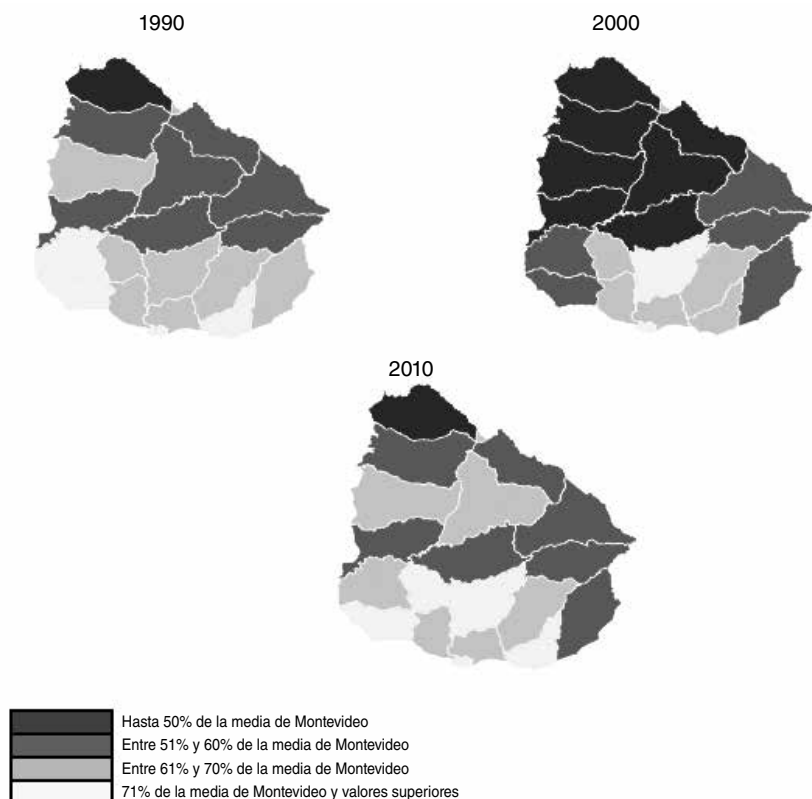 1990
2000
2010
Hasta 50% de la media de Montevideo
Entre 51% y 60% de la media de Montevideo
Entre 61% y 70% de la media de Montevideo
71% de la media de Montevideo y valores superiores